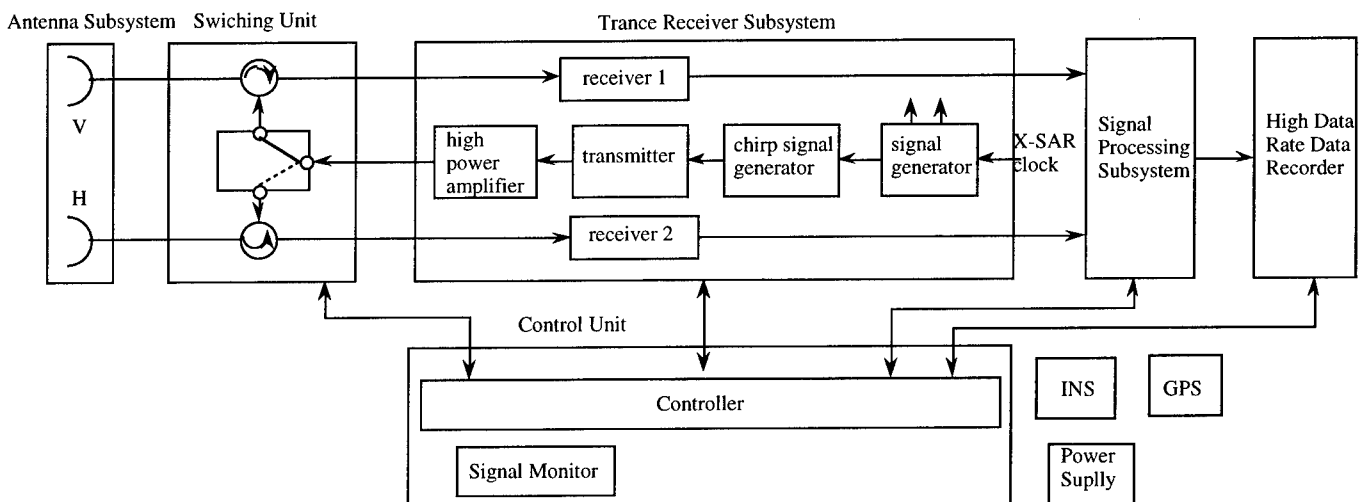 Antenna Subsystem
Swiching Unit
Trance Receiver Subsystem
V
H
receiver 1
high
power
amplifier
transmitter
chirp signal
generator
signal
generator
X-SAR
clock
receiver 2
Signal
Processing
Subsystem
High Data
Rate Data
Recorder
Control Unit
Controller
Signal Monitor
INS
GPS
Power
Suplly